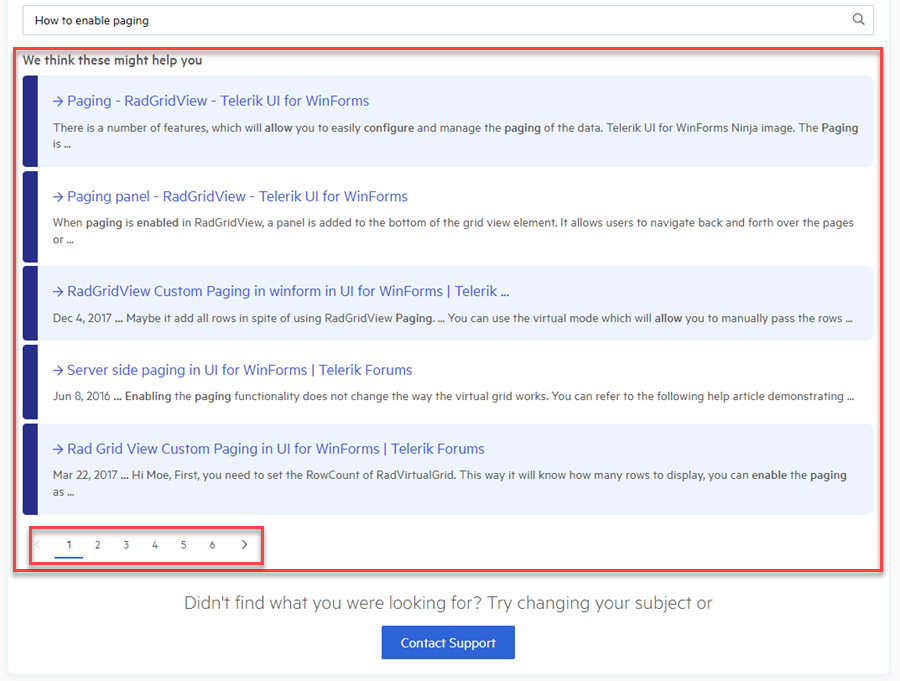 How to enable paging
We think these might help you
→ Paging - RadGridView - Telerik UI for WinForms
There is a number of features, which will allow you to easily configure and manage the paging of the data. Telerik UI for WinForms Ninja image. The Paging
is ...
→ Paging panel - RadGridView - Telerik UI for WinForms
When paging is enabled in RadGridView, a panel is added to the bottom of the grid view element. It allows users to navigate back and forth over the pages
or ...
→ RadGridView Custom Paging in winform in UI for WinForms | Telerik ...
Dec 4, 2017 ... Maybe it add all rows in spite of using RadGridView Paging. ... You can use the virtual mode which will allow you to manually pass the rows ...
→ Server side paging in UI for WinForms | Telerik Forums
Jun 8, 2016 ... Enabling the paging functionality does not change the way the virtual grid works. You can refer to the following help article demonstrating ...
→ Rad Grid View Custom Paging in UI for WinForms | Telerik Forums
Mar 22, 2017 ... Hi Moe, First, you need to set the RowCount of RadVirtualGrid. This way it will know how many rows to display, you can enable the paging
as ...
1 2 3 4 5 6
Didn't find what you were looking for? Try changing your subject or
Contact Support